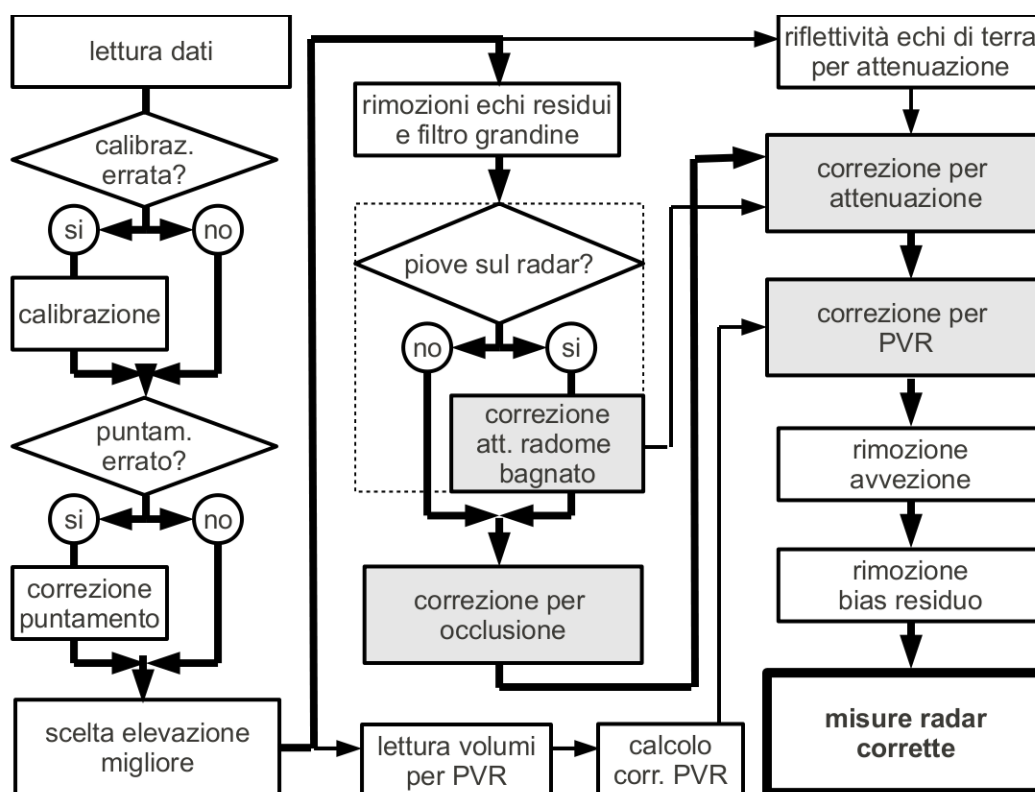 lettura dati
calibraz.
errata?
si
no
calibrazione
puntam.
errato?
si
no
correzione
puntamento
scelta elevazione
migliore
rimozioni echi residui
e filtro grandine
piove sul radar?
no
si
correzione
att. radome
bagnato
correzione per
occlusione
lettura volumi
per PVR
calcolo
corr. PVR
riflettività echi di terra
per attenuazione
correzione per
attenuazione
correzione per
PVR
rimozione
avvezione
rimozione
bias residuo
misure radar
corrette